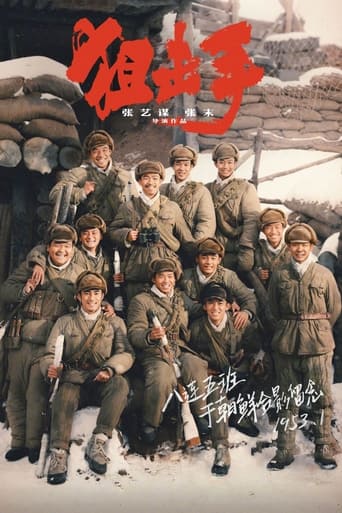 狙击手
张艺谋 张末
导演作品
八连五班
于朝鲜合影留念
1953.1